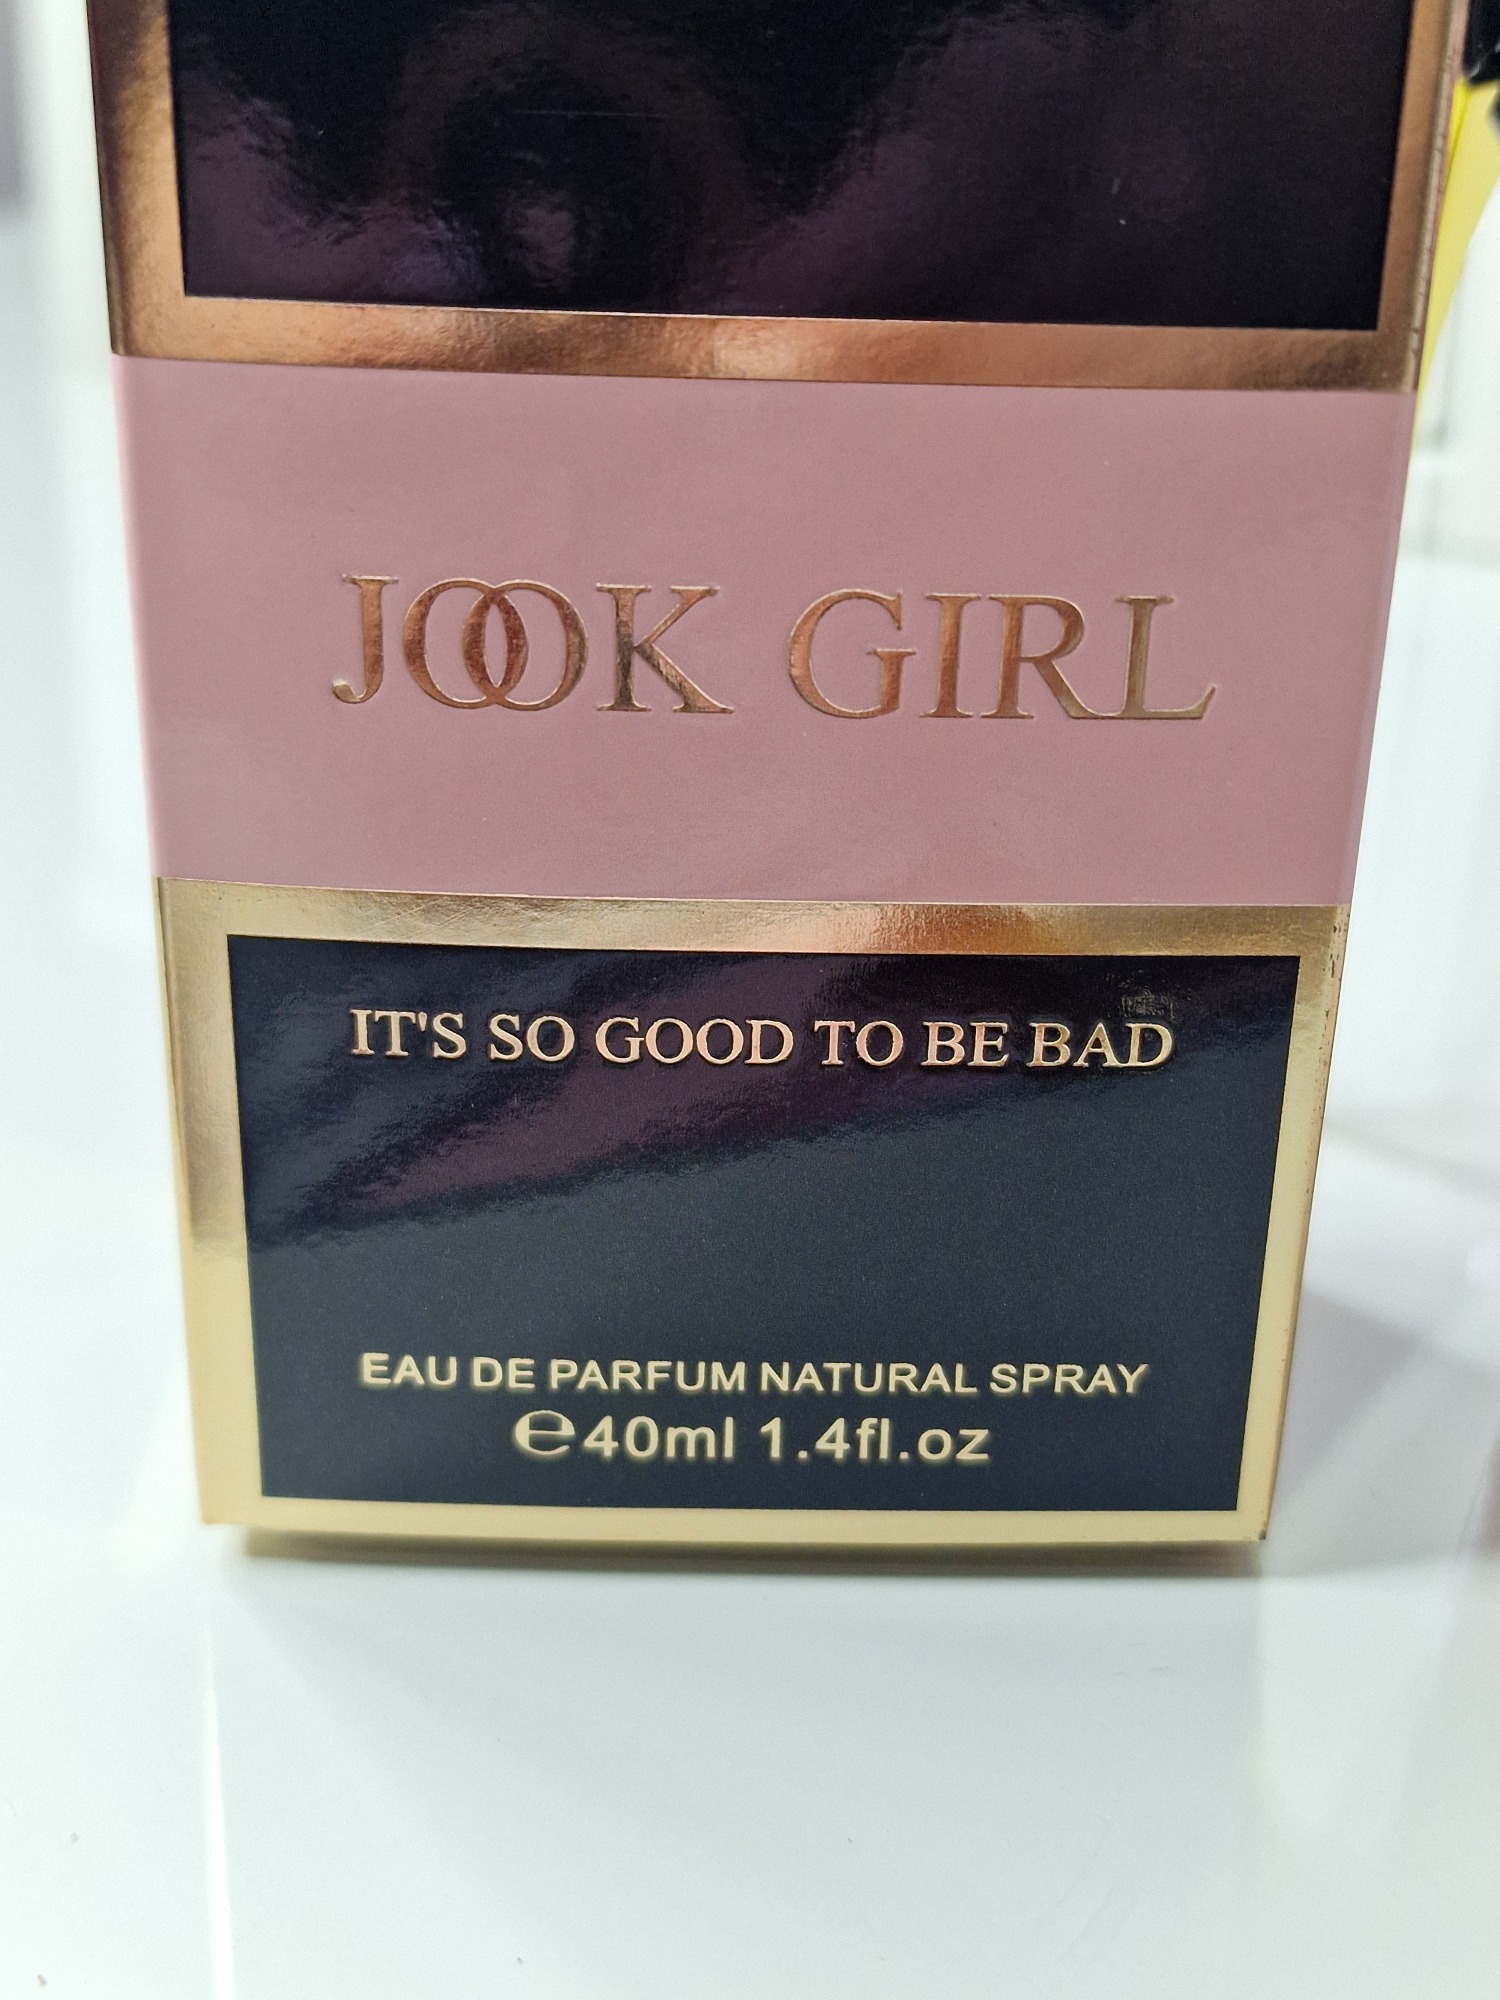 JOOK GIRL
IT'S SO GOOD TO BE BAD
EAU DE PARFUM NATURAL SPRAY
℮40ml 1.4fl.oz